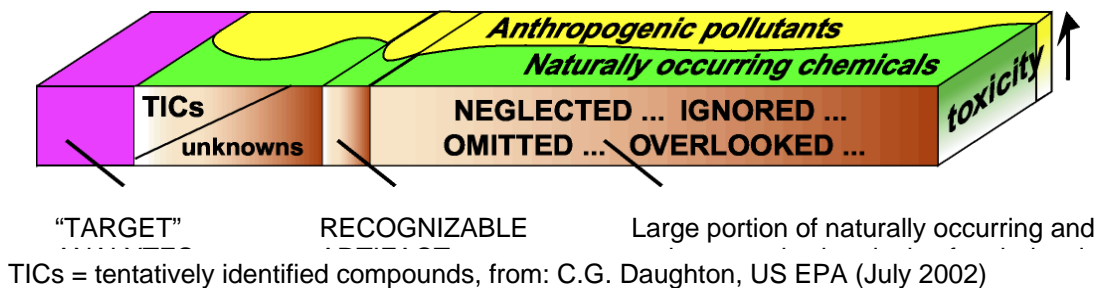 Anthropogenic pollutants
Naturally occurring chemicals
toxicity
TICs
unknowns
NEGLECTED ... IGNORED ...
OMITTED ... OVERLOOKED ...
“TARGET”
RECOGNIZABLE
Large portion of naturally occurring and
TICs = tentatively identified compounds, from: C.G. Daughton, US EPA (July 2002)